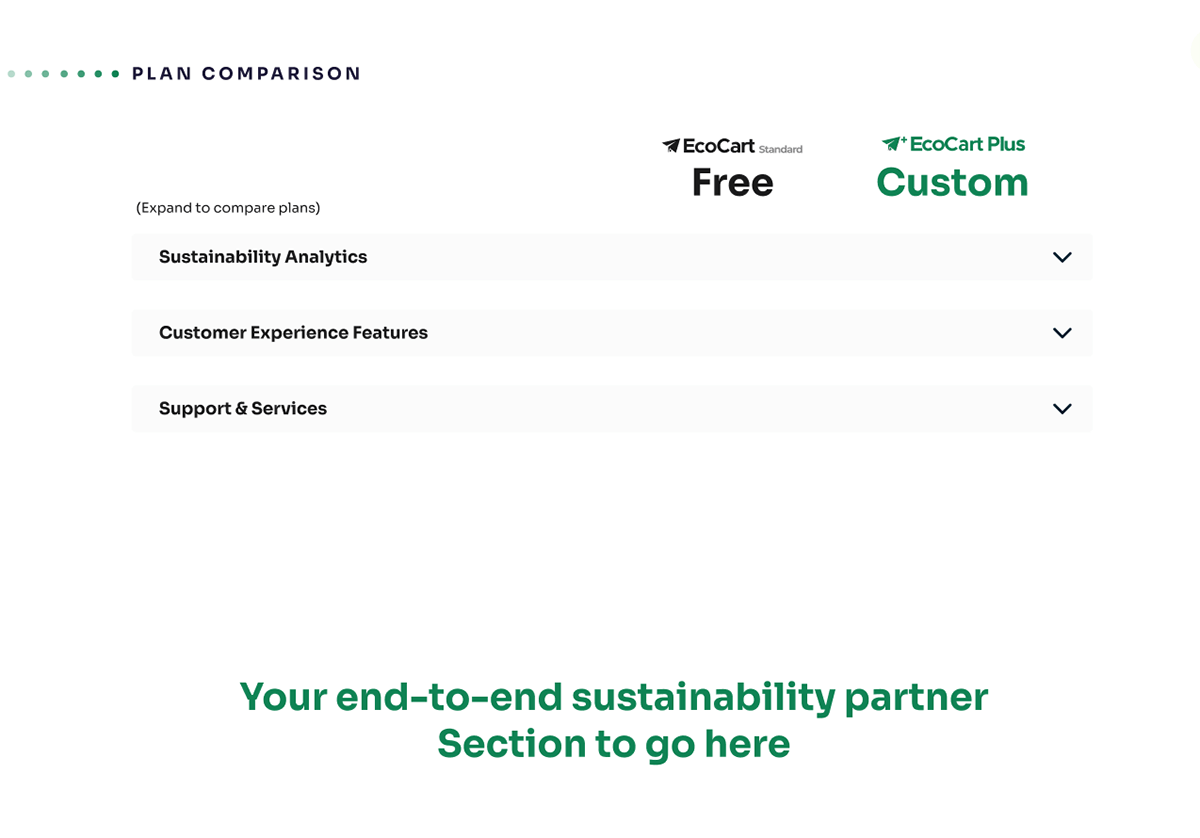 PLAN COMPARISON
EcoCart Standard
Free
EcoCart Plus
Custom
(Expand to compare plans)
Sustainability Analytics
Customer Experience Features
Support & Services
Your end-to-end sustainability partner
Section to go here